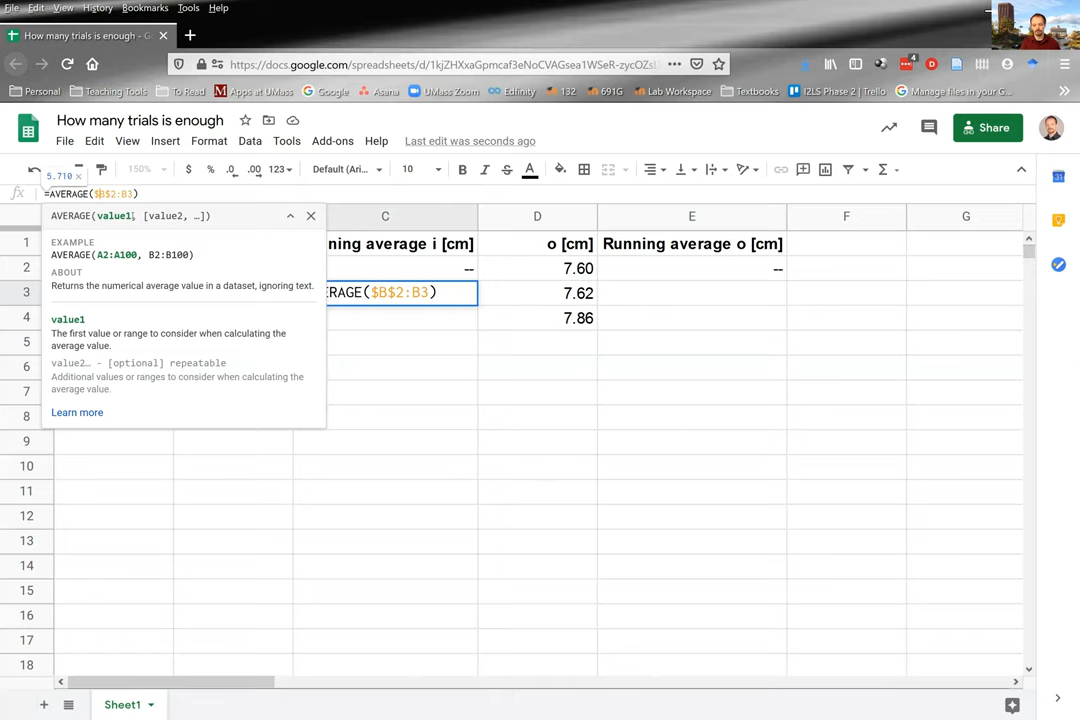 File Edit View History Bookmarks Tools Help
How many trials is enough - Go
https://docs.google.com/spreadsheets/d/1kjZHXxaGpmcaf3eNoCVAGsea1WSeR-zycOZsL
4
Personal Teaching Tools To Read Apps at UMass Google Asana UMass Zoom Edfinity 132 691G Lab Workspace Textbooks I2LS Phase 2 | Trello Manage files in your G...
How many trials is enough
File Edit View Insert Format Data Tools Add-ons Help Last edit was seconds ago
Share
150% $ % .0 .00 123 Default (Ari... 10 B I S A Σ
5.710 ×
fx =AVERAGE($B$2:B3)
AVERAGE(value1, [value2, …])
EXAMPLE
AVERAGE(A2:A100, B2:B100)
ABOUT
Returns the numerical average value in a dataset, ignoring text.
value1
The first value or range to consider when calculating the
average value.
value2… - [optional] repeatable
Additional values or ranges to consider when calculating the
average value.
Learn more
C D E F G
1 ning average i [cm] o [cm] Running average o [cm]
2 -- 7.60 --
3 ERAGE($B$2:B3) 7.62
4 7.86
5
6
7
8
9
10
11
12
13
14
15
16
17
18
Sheet1